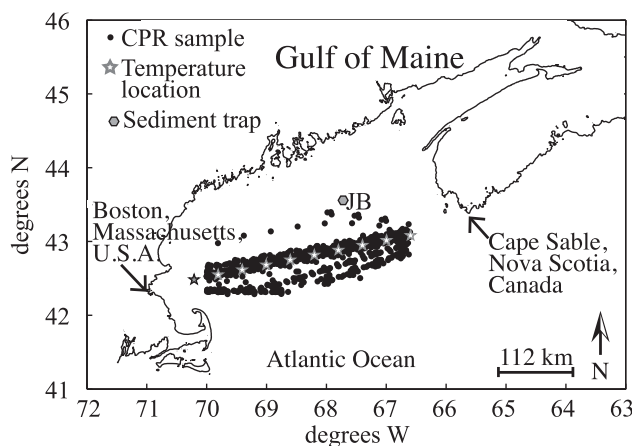 46
45
44
43
42
41
degrees N
CPR sample
Temperature
location
Sediment trap
Gulf of Maine
JB
Boston,
Massachusetts,
U.S.A.
Cape Sable,
Nova Scotia,
Canada
Atlantic Ocean
112 km
N
72 71 70 69 68 67 66 65 64 63
degrees W